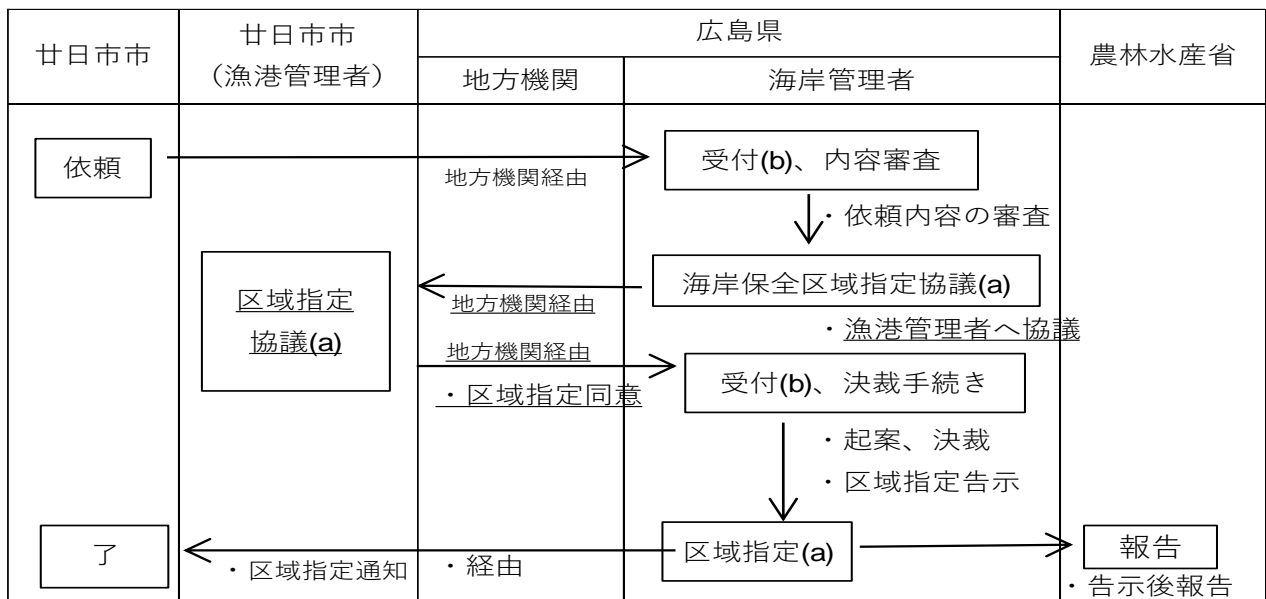 廿日市市
廿日市市
（漁港管理者）
広島県
農林水産省
地方機関
海岸管理者
依頼
地方機関経由
受付(b)、内容審査
・依頼内容の審査
区域指定
協議(a)
地方機関経由
海岸保全区域指定協議(a)
・漁港管理者へ協議
地方機関経由
・区域指定同意
受付(b)、決裁手続き
・起案、決裁
・区域指定告示
了
・区域指定通知
・経由
区域指定(a)
報告
・告示後報告